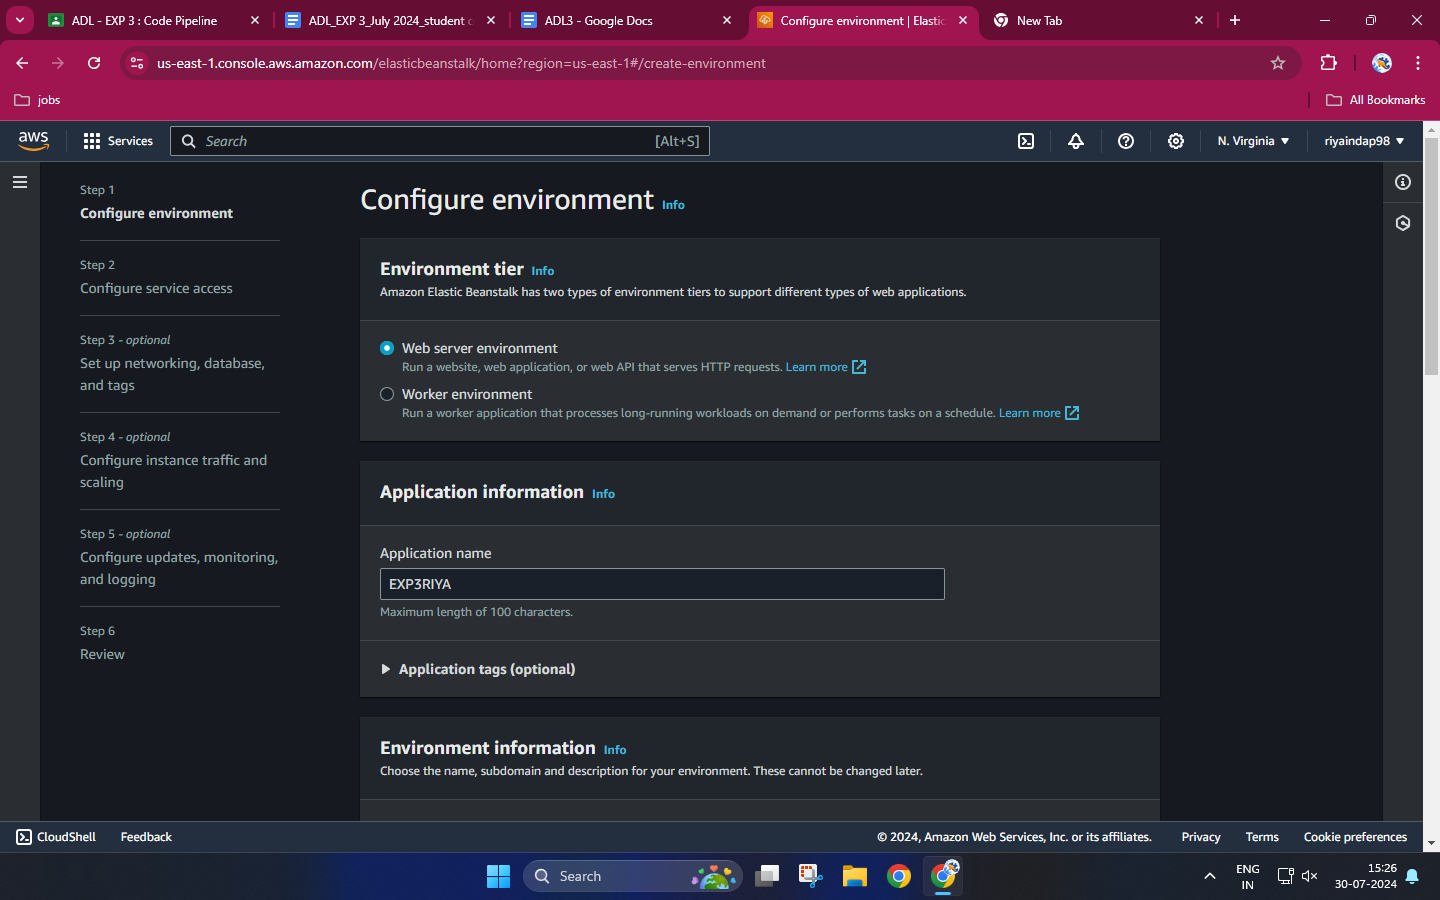 ADL - EXP 3 : Code Pipeline
ADL_EXP 3_July 2024_student
ADL3 - Google Docs
Configure environment | Elastic
New Tab
us-east-1.console.aws.amazon.com/elasticbeanstalk/home?region=us-east-1#/create-environment
jobs
All Bookmarks
aws
Services
Search
[Alt+S]
N. Virginia
riyaindap98
Step 1
Configure environment
Step 2
Configure service access
Step 3 - optional
Set up networking, database,
and tags
Step 4 - optional
Configure instance traffic and
scaling
Step 5 - optional
Configure updates, monitoring,
and logging
Step 6
Review
Configure environment Info
Environment tier Info
Amazon Elastic Beanstalk has two types of environment tiers to support different types of web applications.
Web server environment
Run a website, web application, or web API that serves HTTP requests. Learn more
Worker environment
Run a worker application that processes long-running workloads on demand or performs tasks on a schedule. Learn more
Application information Info
Application name
EXP3RIYA
Maximum length of 100 characters.
Application tags (optional)
Environment information Info
Choose the name, subdomain and description for your environment. These cannot be changed later.
CloudShell
Feedback
© 2024, Amazon Web Services, Inc. or its affiliates.
Privacy
Terms
Cookie preferences
Search
ENG
IN
15:26
30-07-2024